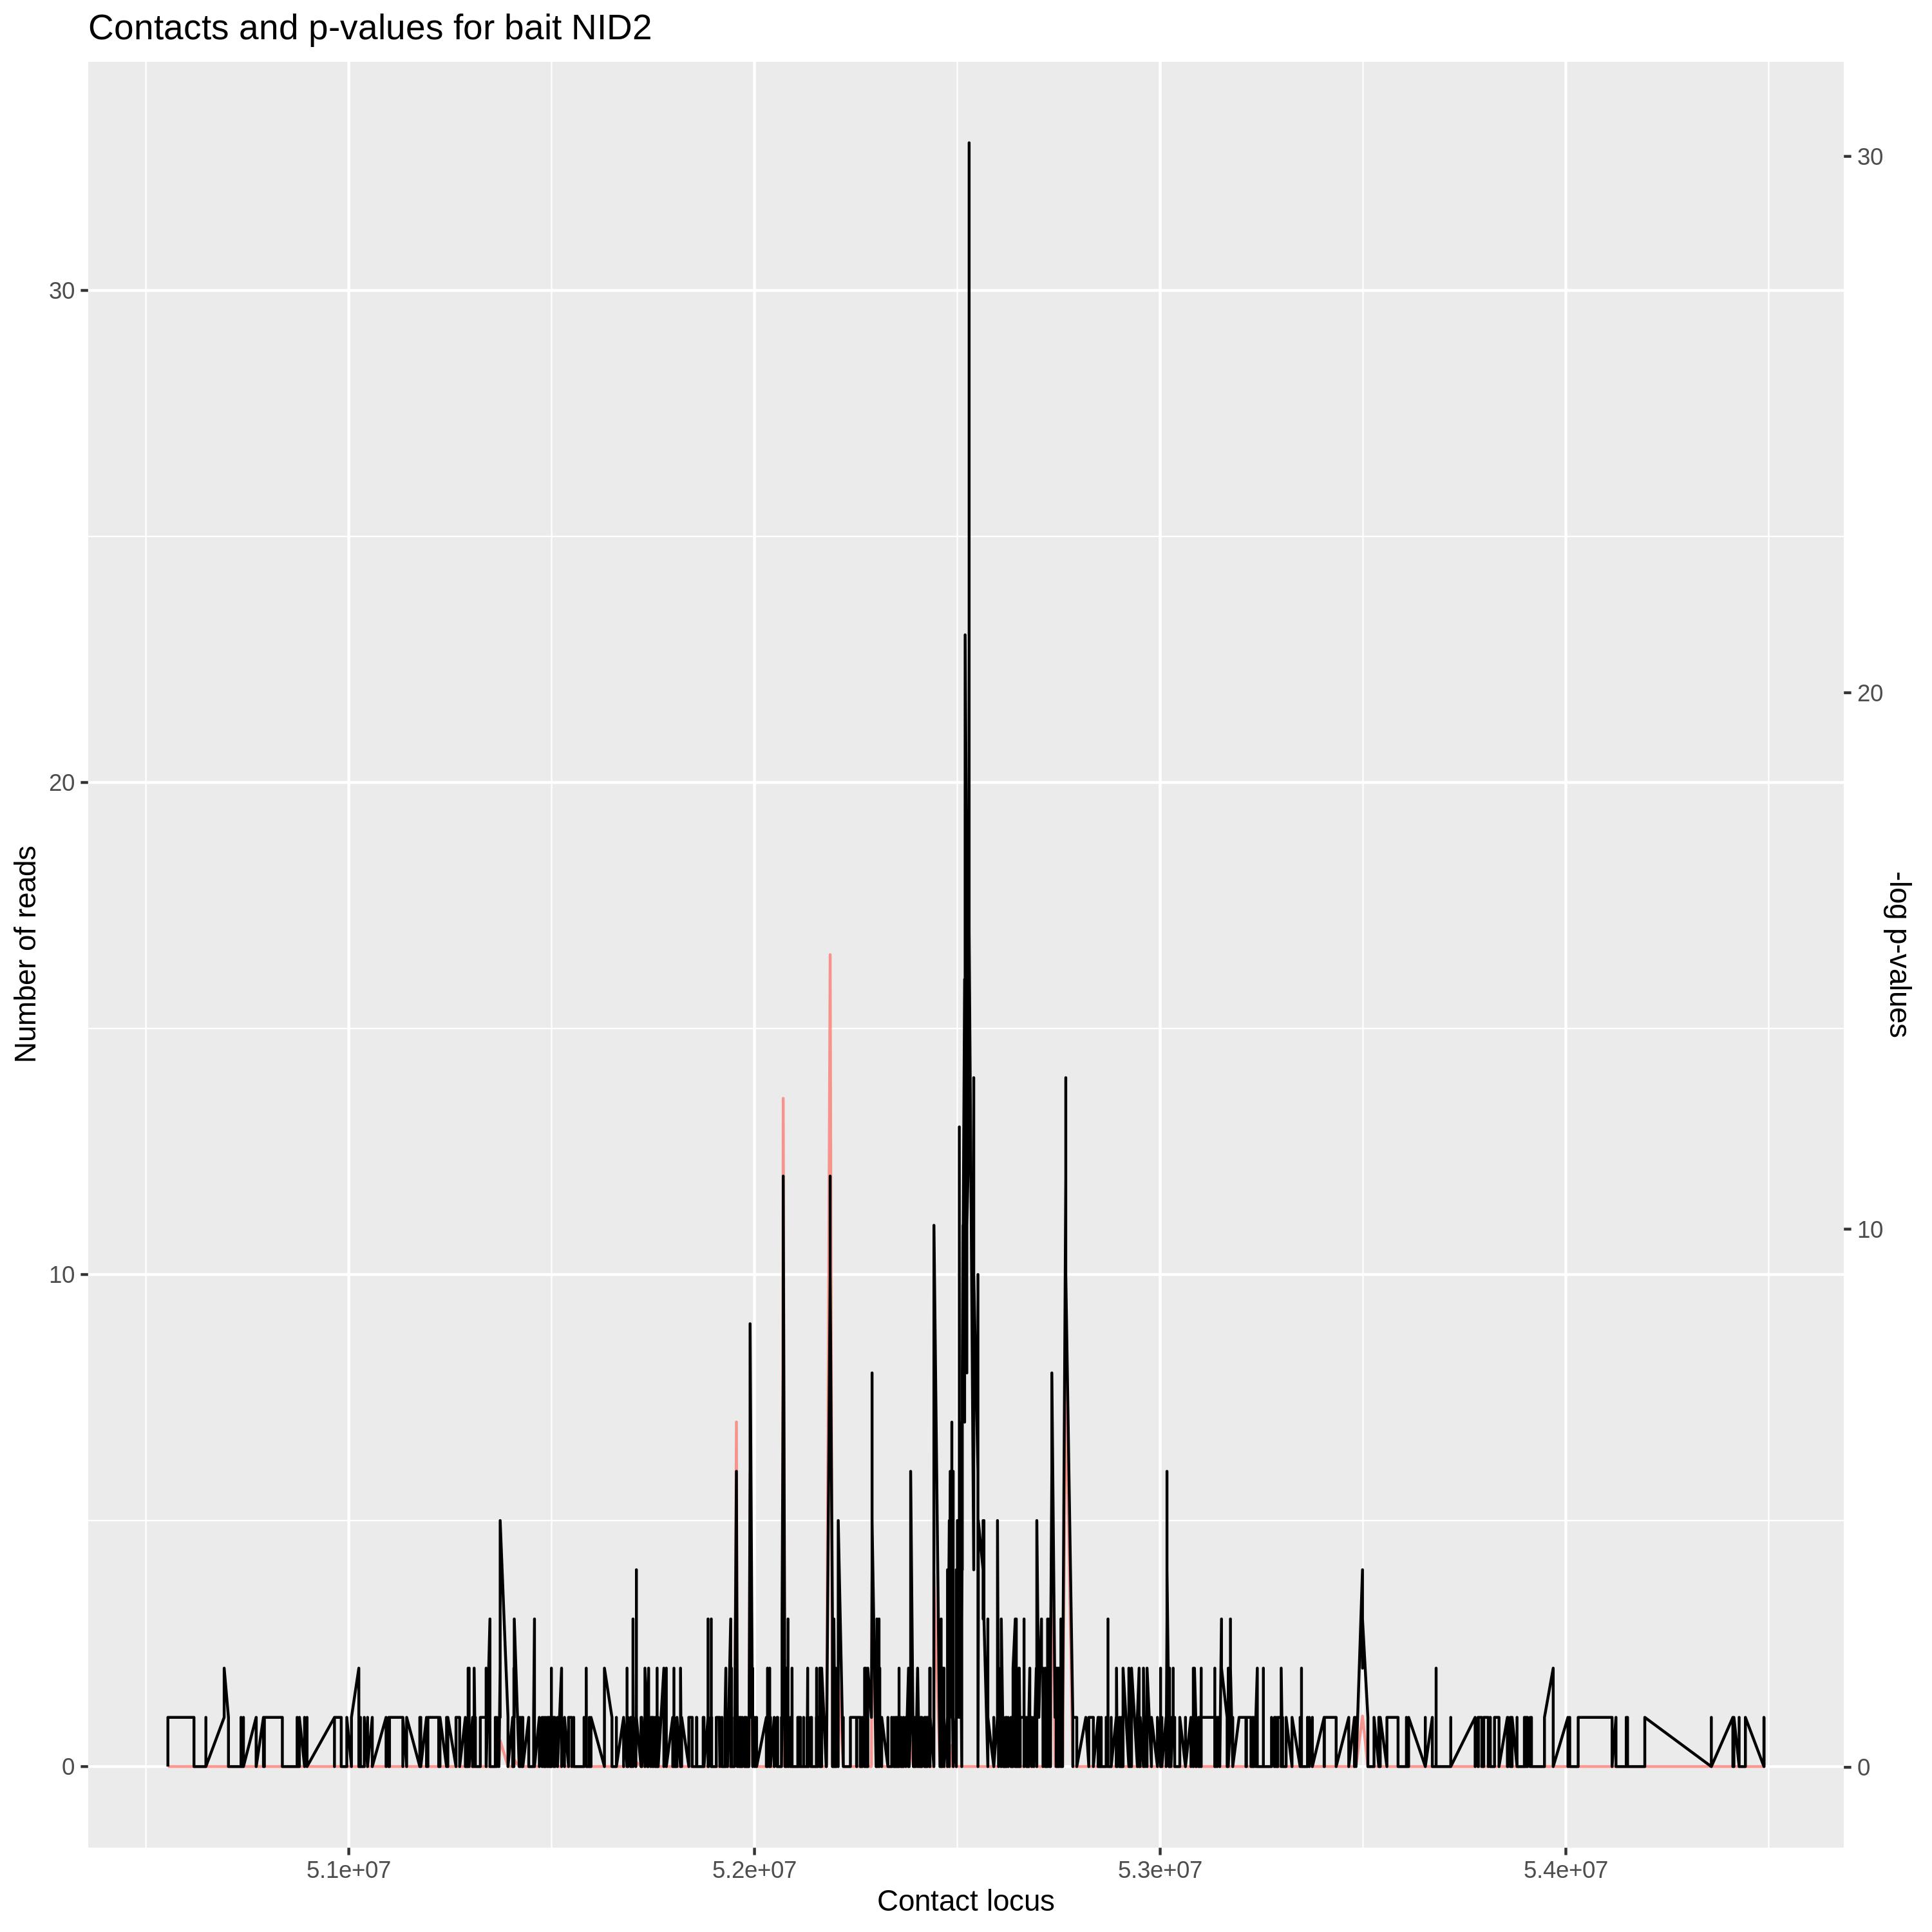 Contacts and p-values for bait NID2
30
20
10
0
Number of reads
30
20
10
0
-log p-values
5.1e+07
5.2e+07
5.3e+07
5.4e+07
Contact locus